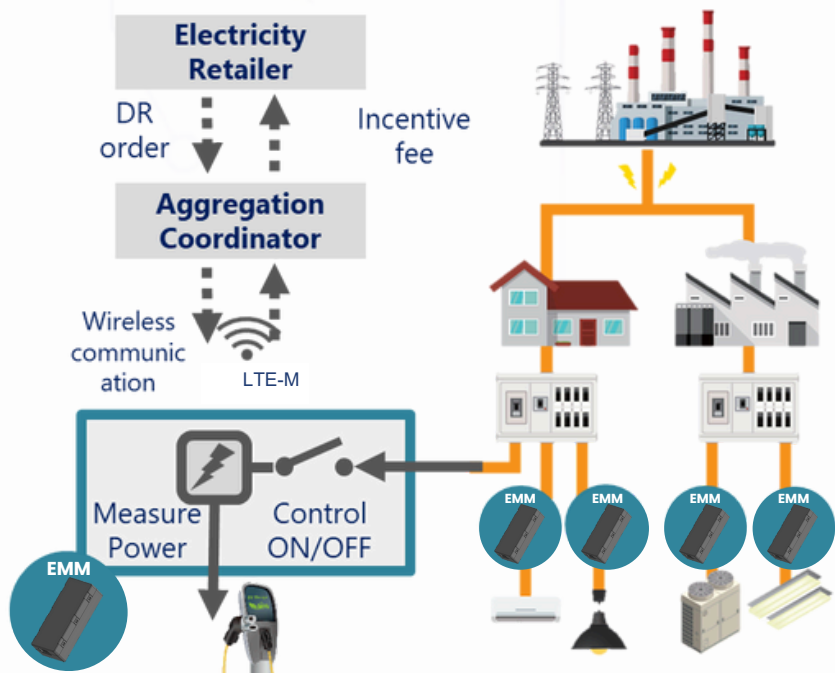 Electricity
Retailer
DR
order
Incentive
fee
Aggregation
Coordinator
Wireless
communic
ation
LTE-M
Measure
Power
Control
ON/OFF
EMM
EMM
EMM
EMM
EMM